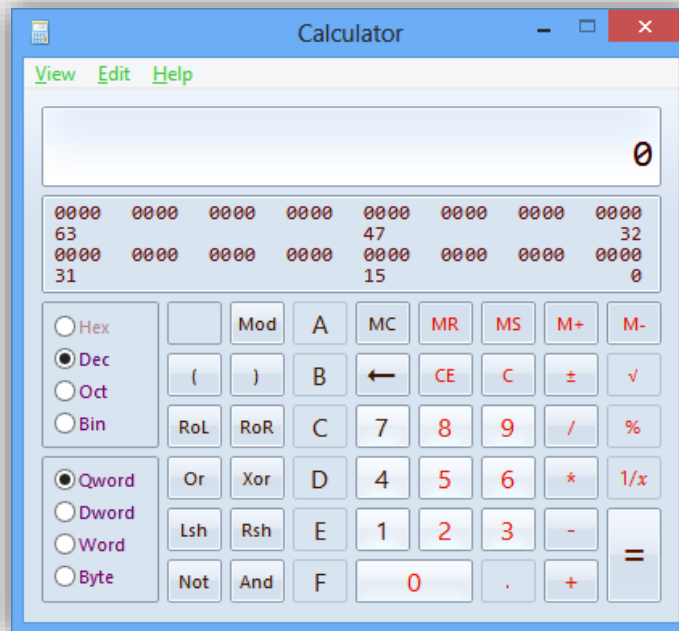 Calculator
View Edit Help
0
0000 0000 0000 0000 0000 0000 0000 0000
63 47 32
0000 0000 0000 0000 0000 0000 0000 0000
31 15 0
Hex Mod A MC MR MS M+ M-
Dec ( ) B ← CE C ± √
Oct
Bin RoL RoR C 7 8 9 / %
Qword Or Xor D 4 5 6 * 1/x
Dword
Word Lsh Rsh E 1 2 3 - =
Byte Not And F 0 . +